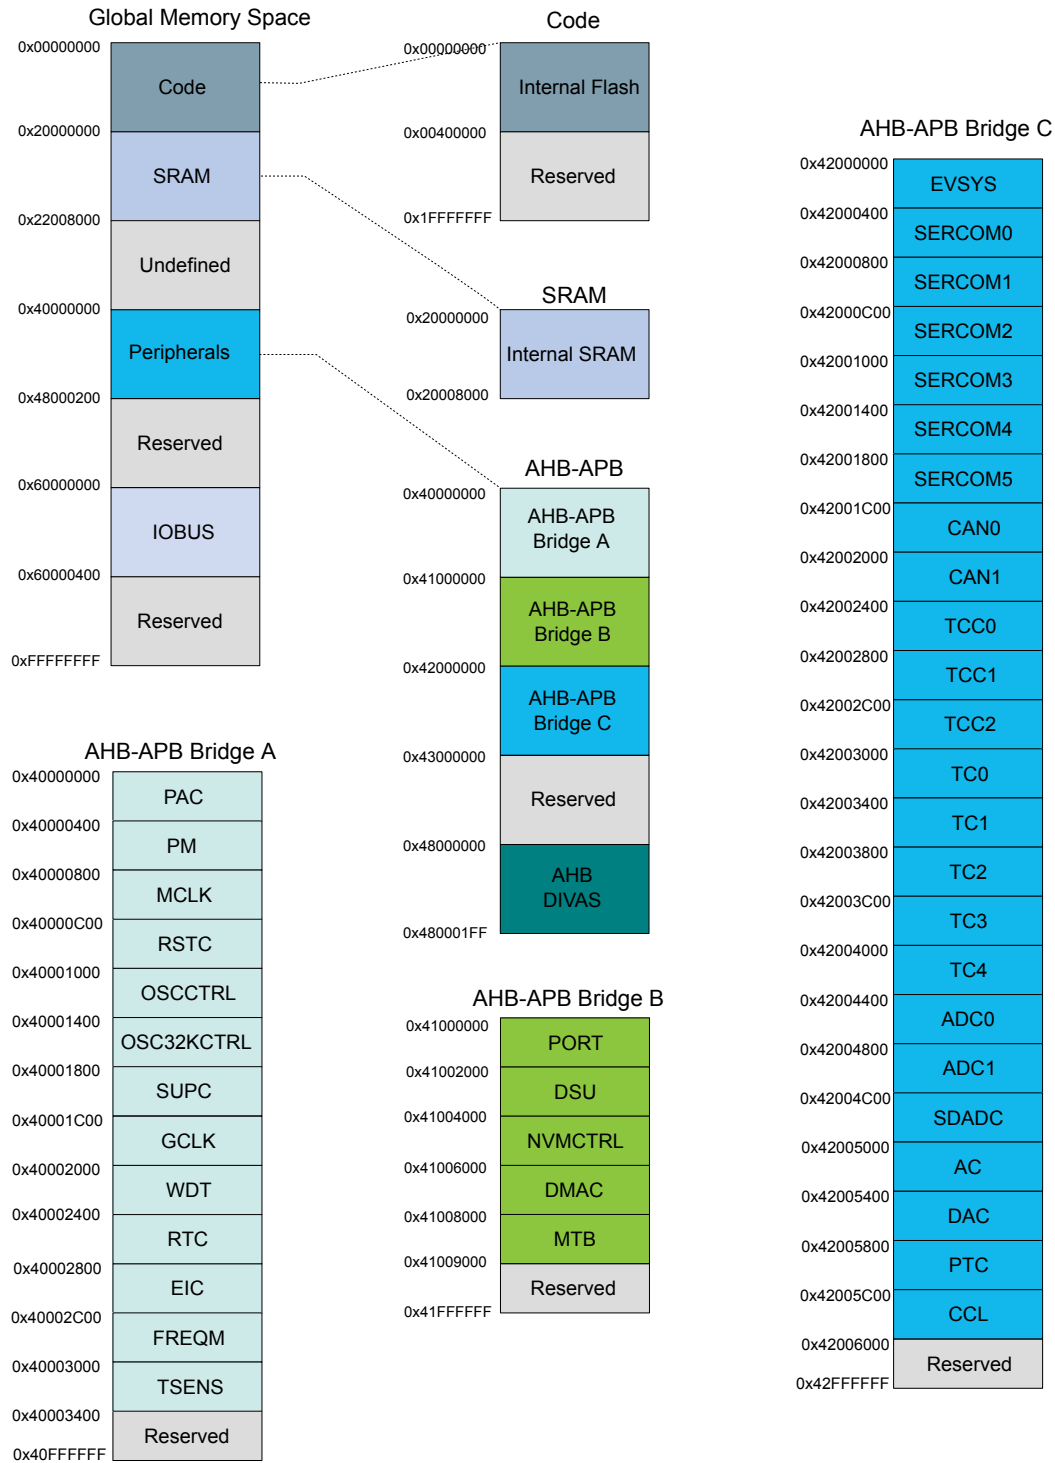 Global Memory Space
0x00000000
Code
0x20000000
SRAM
0x22008000
Undefined
0x40000000
Peripherals
0x48000200
Reserved
0x60000000
IOBUS
0x60000400
Reserved
0xFFFFFFFF
Code
0x00000000
Internal Flash
0x00400000
Reserved
0x1FFFFFFF
SRAM
0x20000000
Internal SRAM
0x20008000
AHB-APB
0x40000000
AHB-APB
Bridge A
0x41000000
AHB-APB
Bridge B
0x42000000
AHB-APB
Bridge C
0x43000000
Reserved
0x48000000
AHB
DIVAS
0x480001FF
AHB-APB Bridge A
0x40000000
PAC
0x40000400
PM
0x40000800
MCLK
0x40000C00
RSTC
0x40001000
OSCCTRL
0x40001400
OSC32KCTRL
0x40001800
SUPC
0x40001C00
GCLK
0x40002000
WDT
0x40002400
RTC
0x40002800
EIC
0x40002C00
FREQM
0x40003000
TSENS
0x40003400
Reserved
0x40FFFFFF
AHB-APB Bridge B
0x41000000
PORT
0x41002000
DSU
0x41004000
NVMCTRL
0x41006000
DMAC
0x41008000
MTB
0x41009000
Reserved
0x41FFFFFF
AHB-APB Bridge C
0x42000000
EVSYS
0x42000400
SERCOM0
0x42000800
SERCOM1
0x42000C00
SERCOM2
0x42001000
SERCOM3
0x42001400
SERCOM4
0x42001800
SERCOM5
0x42001C00
CAN0
0x42002000
CAN1
0x42002400
TCC0
0x42002800
TCC1
0x42002C00
TCC2
0x42003000
TC0
0x42003400
TC1
0x42003800
TC2
0x42003C00
TC3
0x42004000
TC4
0x42004400
ADC0
0x42004800
ADC1
0x42004C00
SDADC
0x42005000
AC
0x42005400
DAC
0x42005800
PTC
0x42005C00
CCL
0x42006000
Reserved
0x42FFFFFF